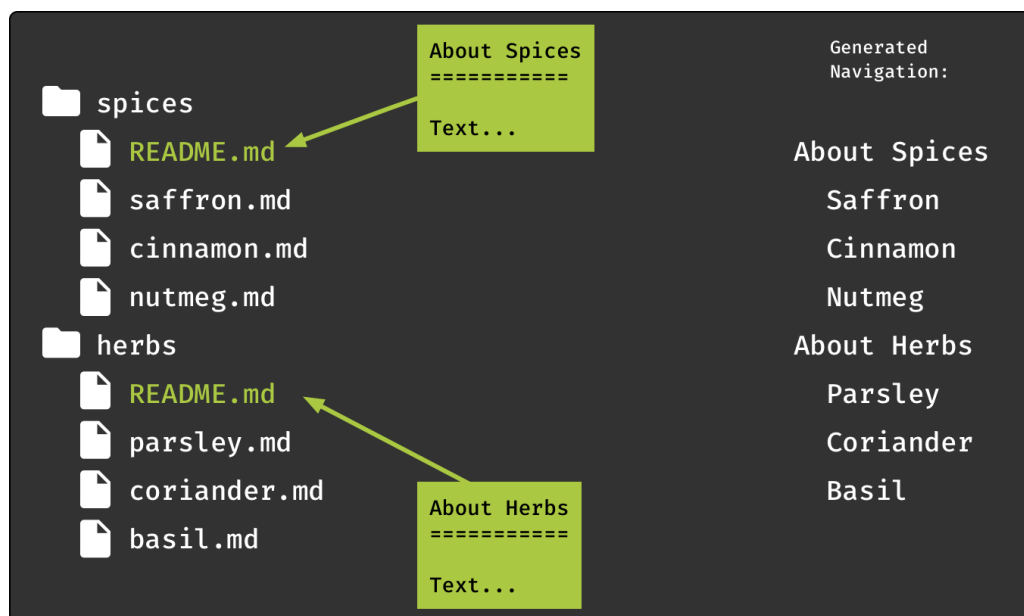 About Spices
===========
Text...
Generated
Navigation:
spices
README.md
saffron.md
cinnamon.md
nutmeg.md
herbs
README.md
parsley.md
coriander.md
basil.md
About Spices
Saffron
Cinnamon
Nutmeg
About Herbs
Parsley
Coriander
Basil
About Herbs
===========
Text...